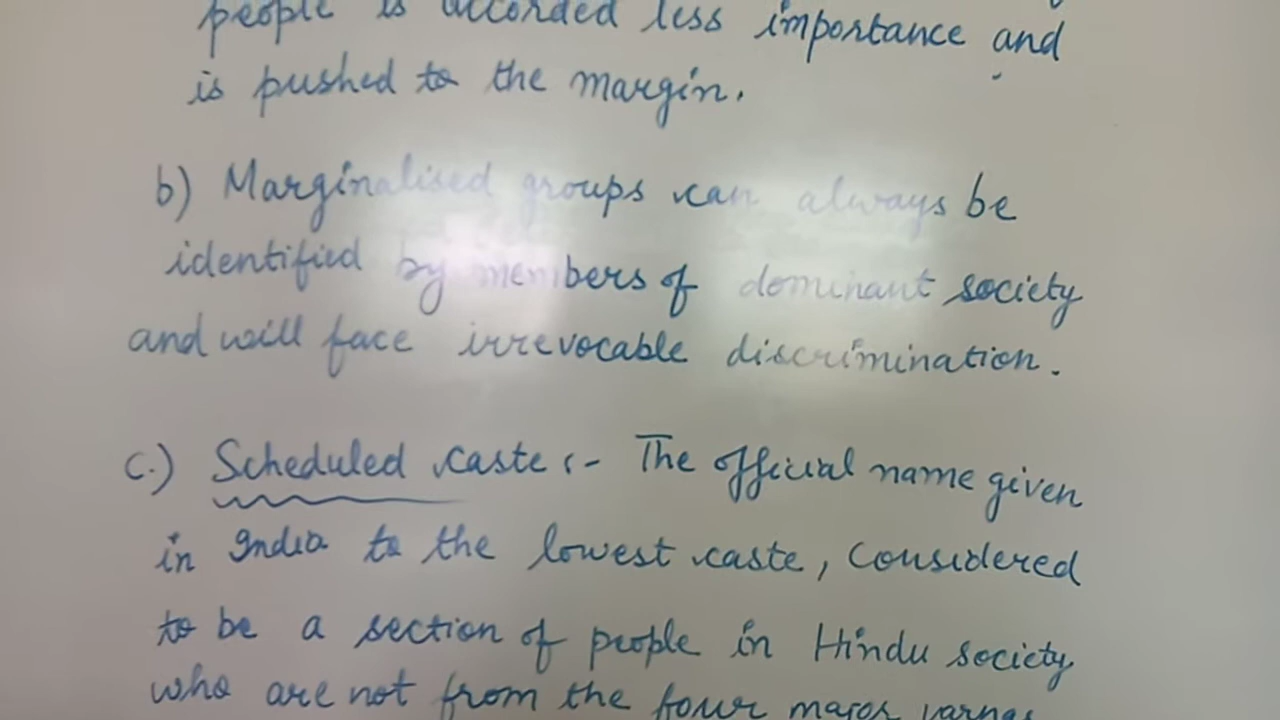 people is accorded less importance and
is pushed to the margin.
b) Marginalised groups can always be
identified by members of dominant society
and will face irrevocable discrimination.
c.) Scheduled caste :- The official name given
in India to the lowest caste, Considered
to be a section of people in Hindu society
who are not from the four major varnas